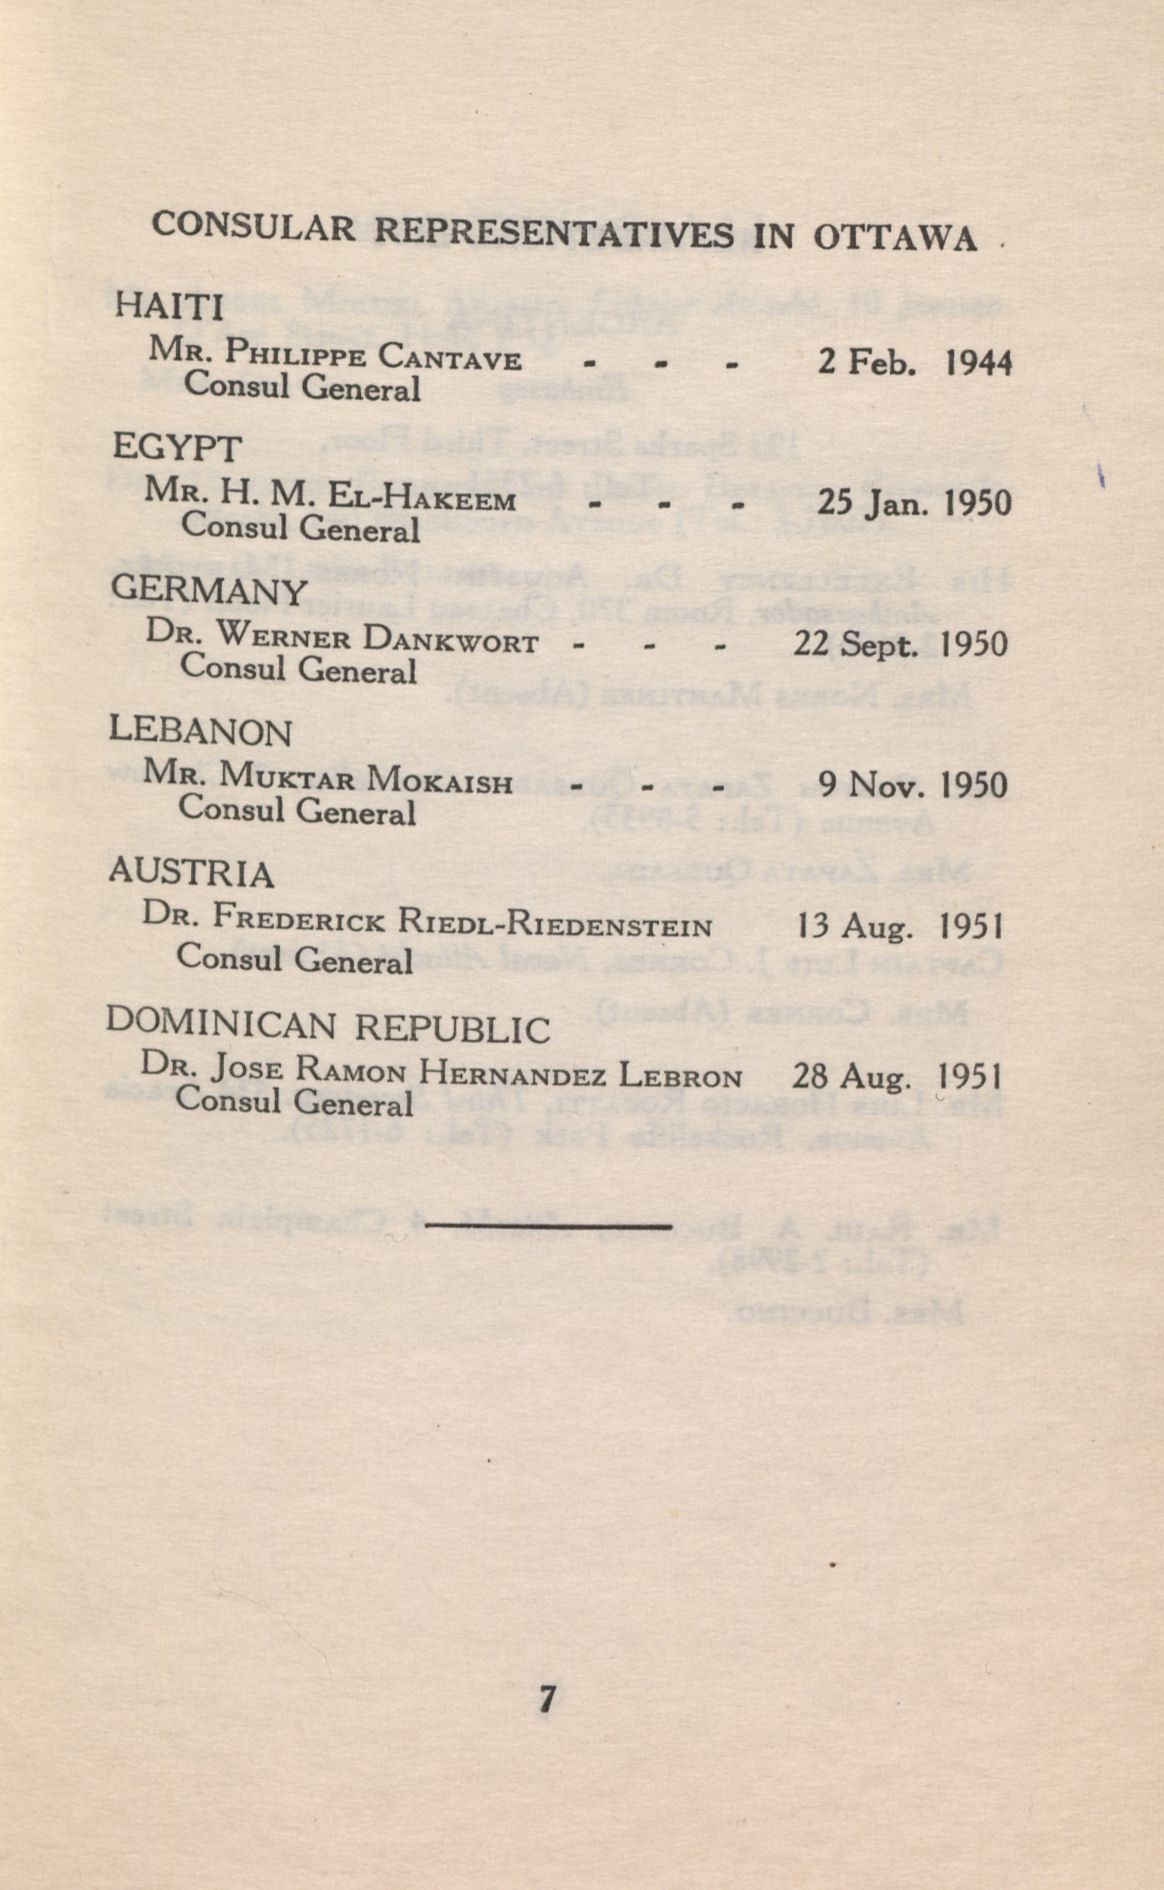 CONSULAR REPRESENTATIVES IN OTTAWA
HAITI
MR. PHILIPPE CANTAVE - - - 2 Feb. 1944
Consul General
EGYPT
MR. H. M. EL-HAKEEM - - - 25 Jan. 1950
Consul General
GERMANY
DR. WERNER DANKWORT - - - 22 Sept. 1950
Consul General
LEBANON
MR. MUKTAR MOKAISH - - - 9 Nov. 1950
Consul General
AUSTRIA
DR. FREDERICK RIEDL-RIEDENSTEIN 13 Aug. 1951
Consul General
DOMINICAN REPUBLIC
DR. JOSE RAMON HERNANDEZ LEBRON 28 Aug. 1951
Consul General
7